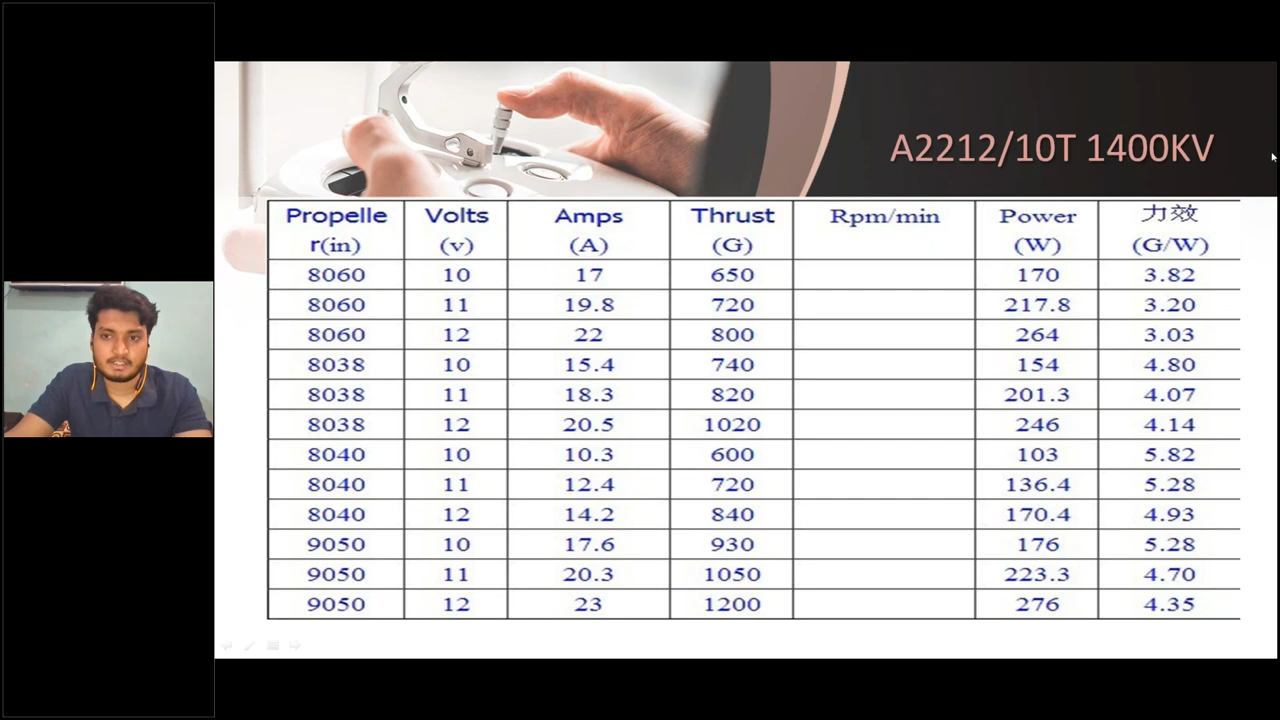 A2212/10T 1400KV
Propelle Volts Amps Thrust Rpm/min Power 力效
r(in) (v) (A) (G) (W) (G/W)
8060 10 17 650 170 3.82
8060 11 19.8 720 217.8 3.20
8060 12 22 800 264 3.03
8038 10 15.4 740 154 4.80
8038 11 18.3 820 201.3 4.07
8038 12 20.5 1020 246 4.14
8040 10 10.3 600 103 5.82
8040 11 12.4 720 136.4 5.28
8040 12 14.2 840 170.4 4.93
9050 10 17.6 930 176 5.28
9050 11 20.3 1050 223.3 4.70
9050 12 23 1200 276 4.35